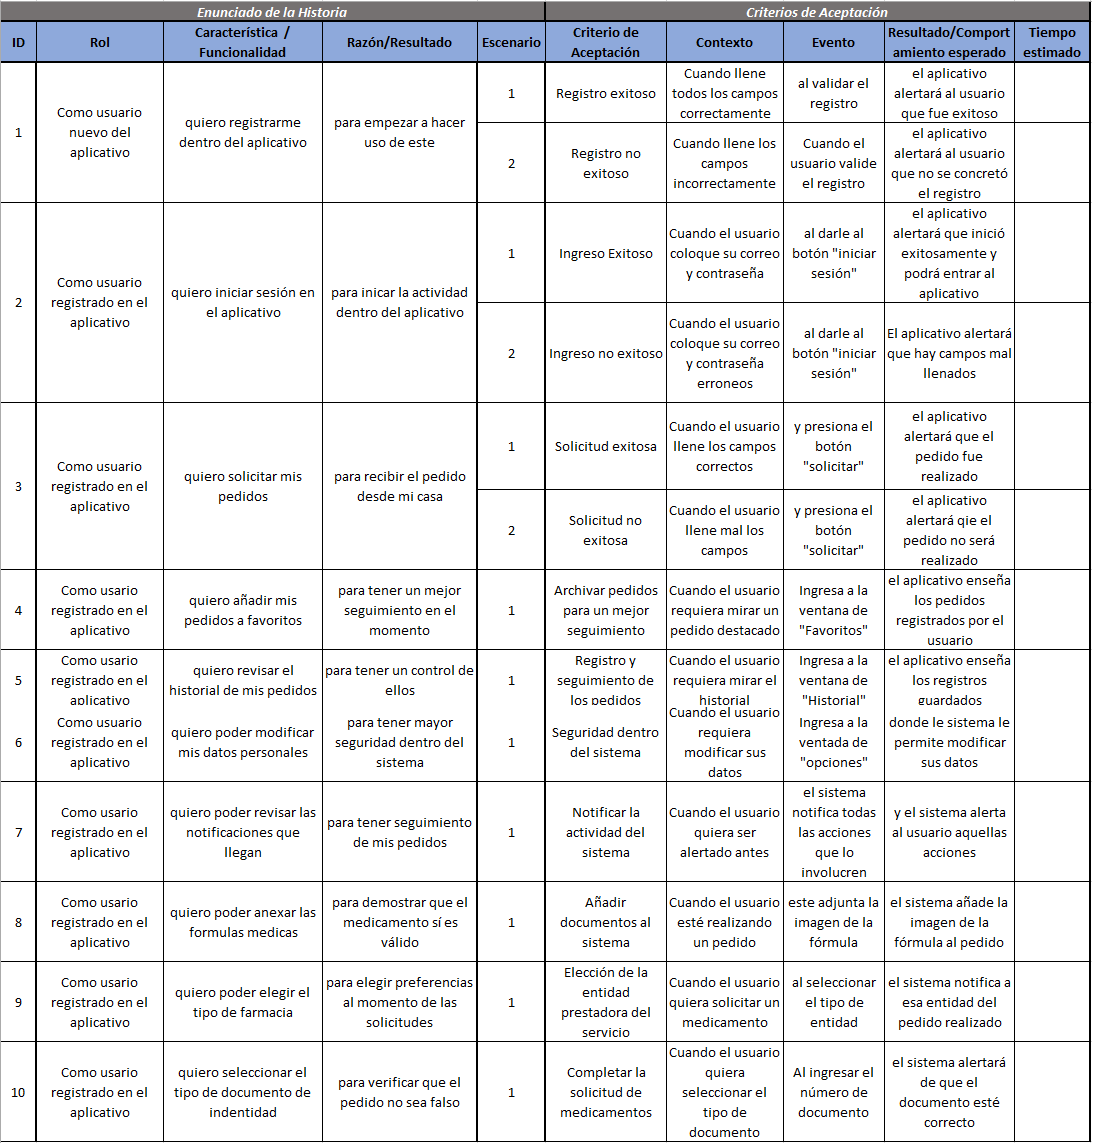 Enunciado de la Historia
Criterios de Aceptación
ID
Rol
Característica /
Funcionalidad
Razón/Resultado
Escenario
Criterio de
Aceptación
Contexto
Evento
Resultado/Comport
amiento esperado
Tiempo
estimado
1
Como usuario
nuevo del
aplicativo
quiero registrarme
dentro del aplicativo
para empezar a hacer
uso de este
1
Registro exitoso
Cuando llene
todos los campos
correctamente
al validar el
registro
el aplicativo
alertará al usuario
que fue exitoso
2
Registro no
exitoso
Cuando llene los
campos
incorrectamente
Cuando el
usuario valide
el registro
el aplicativo
alertará al usuario
que no se concretó
el registro
2
Como usuario
registrado en el
aplicativo
quiero iniciar sesión en
el aplicativo
para inicar la actividad
dentro del aplicativo
1
Ingreso Exitoso
Cuando el usuario
coloque su correo
y contraseña
al darle al
botón "iniciar
sesión"
el aplicativo
alertará que inició
exitosamente y
podrá entrar al
aplicativo
2
Ingreso no exitoso
Cuando el usuario
coloque su correo
y contraseña
erroneos
al darle al
botón "iniciar
sesión"
El aplicativo alertará
que hay campos mal
llenados
3
Como usuario
registrado en el
aplicativo
quiero solicitar mis
pedidos
para recibir el pedido
desde mi casa
1
Solicitud exitosa
Cuando el usuario
llene los campos
correctos
y presiona el
botón
"solicitar"
el aplicativo
alertará que el
pedido fue
realizado
2
Solicitud no
exitosa
Cuando el usuario
llene mal los
campos
y presiona el
botón
"solicitar"
el aplicativo
alertará qie el
pedido no será
realizado
4
Como usario
registrado en el
aplicativo
quiero añadir mis
pedidos a favoritos
para tener un mejor
seguimiento en el
momento
1
Archivar pedidos
para un mejor
seguimiento
Cuando el usuario
requiera mirar un
pedido destacado
Ingresa a la
ventana de
"Favoritos"
el aplicativo enseña
los pedidos
registrados por el
usuario
5
Como usario
registrado en el
aplicativo
quiero revisar el
historial de mis pedidos
para tener un control de
ellos
1
Registro y
seguimiento de
los pedidos
Cuando el usuario
requiera mirar el
historial
Ingresa a la
ventana de
"Historial"
el aplicativo enseña
los registros
guardados
6
Como usuario
registrado en el
aplicativo
quiero poder modificar
mis datos personales
para tener mayor
seguridad dentro del
sistema
1
Seguridad dentro
del sistema
Cuando el usuario
requiera
modificar sus
datos
Ingresa a la
ventada de
"opciones"
donde le sistema le
permite modificar
sus datos
7
Como usario
registrado en el
aplicativo
quiero poder revisar las
notificaciones que
llegan
para tener seguimiento
de mis pedidos
1
Notificar la
actividad del
sistema
Cuando el usuario
quiera ser
alertado antes
el sistema
notifica todas
las acciones
que lo
involucren
y el sistema alerta
al usuario aquellas
acciones
8
Como usario
registrado en el
aplicativo
quiero poder anexar las
formulas medicas
para demostrar que el
medicamento sí es
válido
1
Añadir
documentos al
sistema
Cuando el usuario
esté realizando
un pedido
este adjunta la
imagen de la
fórmula
el sistema añade la
imagen de la
fórmula al pedido
9
Como usario
registrado en el
aplicativo
quiero poder elegir el
tipo de farmacia
para elegir preferencias
al momento de las
solicitudes
1
Elección de la
entidad
prestadora del
servicio
Cuando el usuario
quiera solicitar un
medicamento
al seleccionar
el tipo de
entidad
el sistema notifica a
esa entidad del
pedido realizado
10
Como usario
registrado en el
aplicativo
quiero seleccionar el
tipo de documento de
indentidad
para verificar que el
pedido no sea falso
1
Completar la
solicitud de
medicamentos
Cuando el usuario
quiera
seleccionar el
tipo de
documento
Al ingresar el
número de
documento
el sistema alertará
de que el
documento esté
correcto